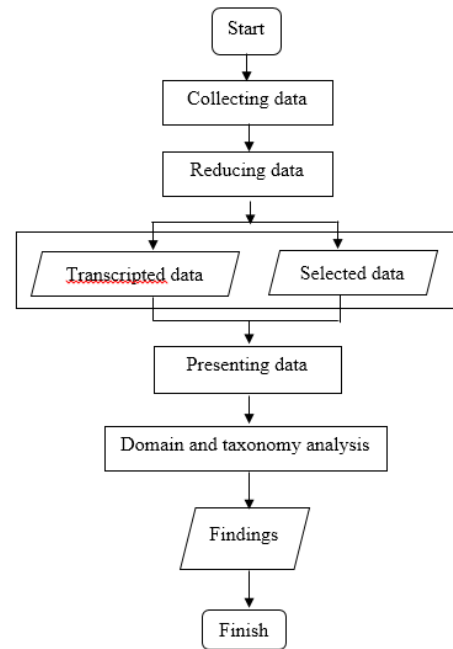 Start
Collecting data
Reducing data
Transcripted data
Selected data
Presenting data
Domain and taxonomy analysis
Findings
Finish